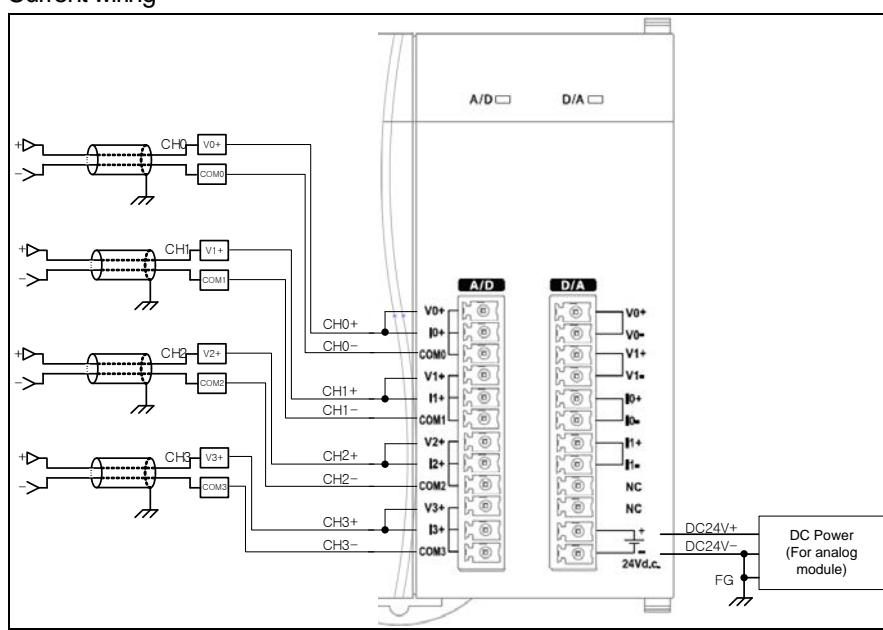 Current wiring
A/D D/A
+ CH0 V0+
- COM0
+ CH1 V1+
- COM1
+ CH2 V2+
- COM2
+ CH3 V3+
- COM3
CH0+
CH0-
CH1+
CH1-
CH2+
CH2-
CH3+
CH3-
A/D
V0+
I0+
COM0
V1+
I1+
COM1
V2+
I2+
COM2
V3+
I3+
COM3
D/A
V0+
V0-
V1+
V1-
I0+
I0-
I1+
I1-
NC
NC
+
-
24Vd.c.
DC24V+
DC24V-
FG
DC Power
(For analog
module)